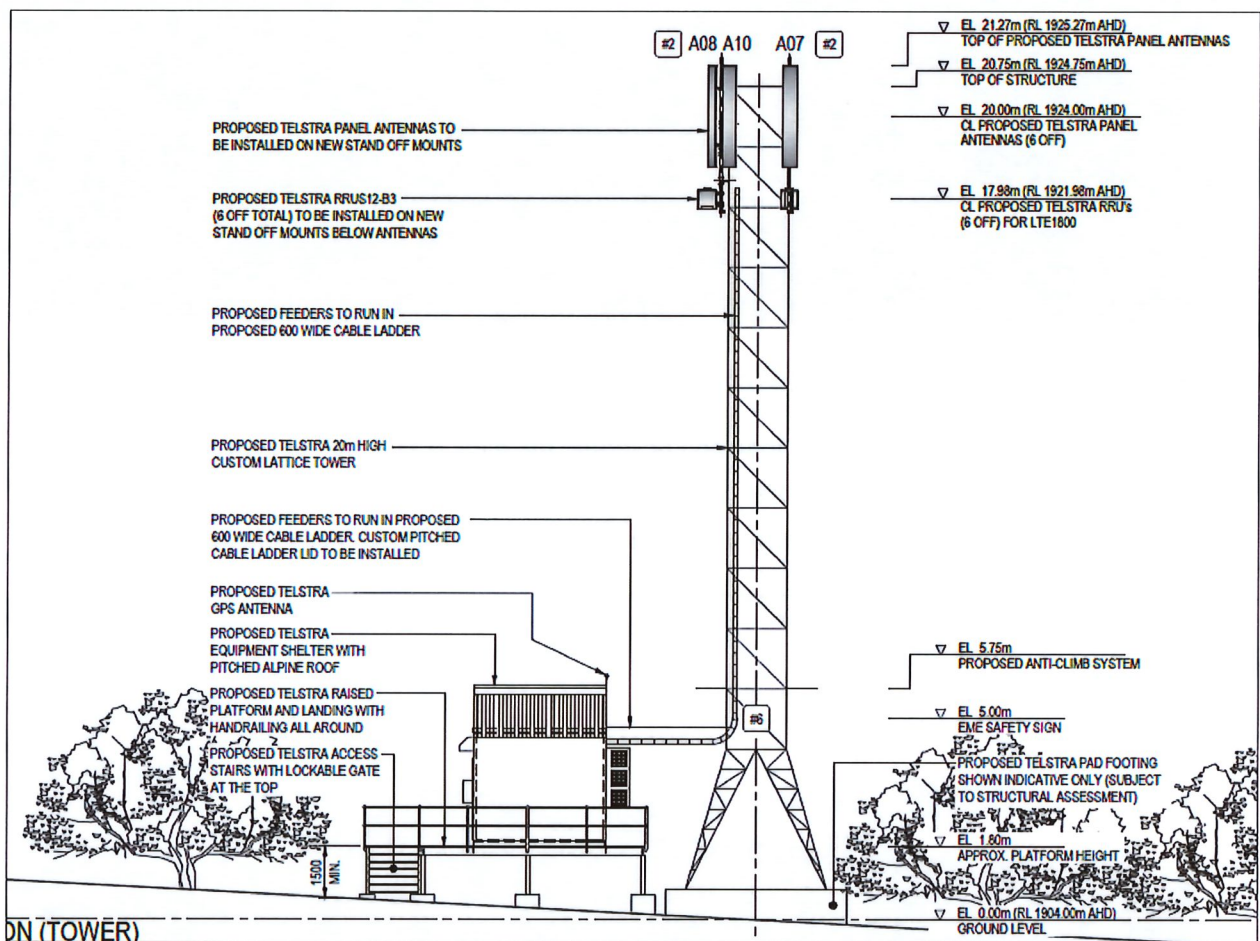 #2 A08 A10 A07 #2
EL 21.27m (RL 1925.27m AHD)
TOP OF PROPOSED TELSTRA PANEL ANTENNAS
EL 20.75m (RL 1924.75m AHD)
TOP OF STRUCTURE
EL 20.00m (RL 1924.00m AHD)
CL PROPOSED TELSTRA PANEL
ANTENNAS (6 OFF)
PROPOSED TELSTRA PANEL ANTENNAS TO
BE INSTALLED ON NEW STAND OFF MOUNTS
EL 17.98m (RL 1921.98m AHD)
CL PROPOSED TELSTRA RRU's
(6 OFF) FOR LTE1800
PROPOSED TELSTRA RRUS12-B3
(6 OFF TOTAL) TO BE INSTALLED ON NEW
STAND OFF MOUNTS BELOW ANTENNAS
PROPOSED FEEDERS TO RUN IN
PROPOSED 600 WIDE CABLE LADDER
PROPOSED TELSTRA 20m HIGH
CUSTOM LATTICE TOWER
PROPOSED FEEDERS TO RUN IN PROPOSED
600 WIDE CABLE LADDER. CUSTOM PITCHED
CABLE LADDER LID TO BE INSTALLED
PROPOSED TELSTRA
GPS ANTENNA
PROPOSED TELSTRA
EQUIPMENT SHELTER WITH
PITCHED ALPINE ROOF
PROPOSED TELSTRA RAISED
PLATFORM AND LANDING WITH
HANDRAILING ALL AROUND
PROPOSED TELSTRA ACCESS
STAIRS WITH LOCKABLE GATE
AT THE TOP
#6
EL 5.75m
PROPOSED ANTI-CLIMB SYSTEM
EL 5.00m
EME SAFETY SIGN
PROPOSED TELSTRA PAD FOOTING
SHOWN INDICATIVE ONLY (SUBJECT
TO STRUCTURAL ASSESSMENT)
EL 1.80m
APPROX. PLATFORM HEIGHT
1500
MIN.
EL 0.00m (RL 1904.00m AHD)
GROUND LEVEL
ON (TOWER)